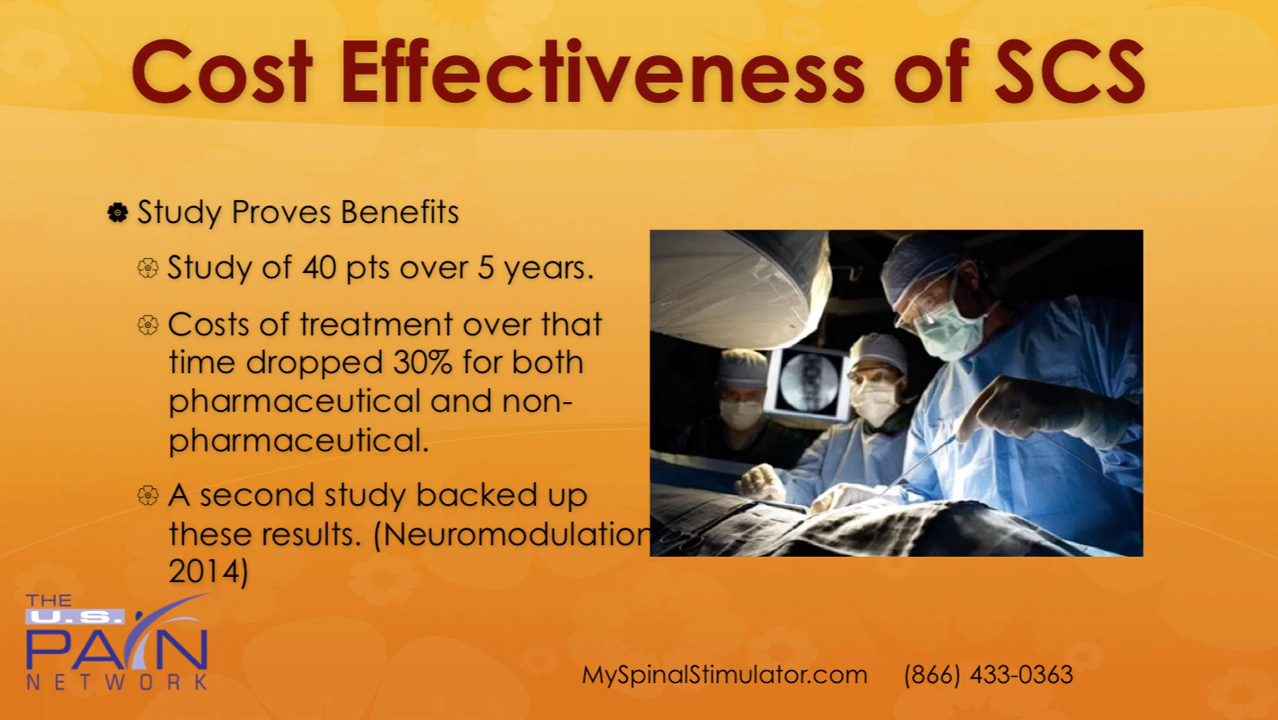 Cost Effectiveness of SCS
Study Proves Benefits
Study of 40 pts over 5 years.
Costs of treatment over that
time dropped 30% for both
pharmaceutical and non-
pharmaceutical.
A second study backed up
these results. (Neuromodulation
2014)
THE
U.S.
PAIN
NETWORK
MySpinalStimulator.com (866) 433-0363